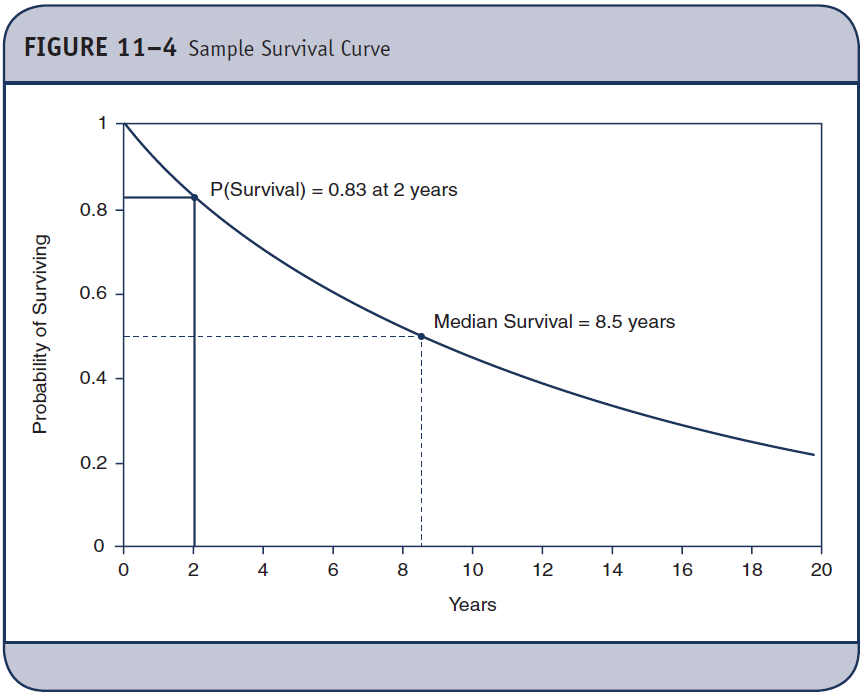 FIGURE 11–4 Sample Survival Curve
1
P(Survival) = 0.83 at 2 years
0.8
0.6
Median Survival = 8.5 years
0.4
0.2
0
Probability of Surviving
0 2 4 6 8 10 12 14 16 18 20
Years